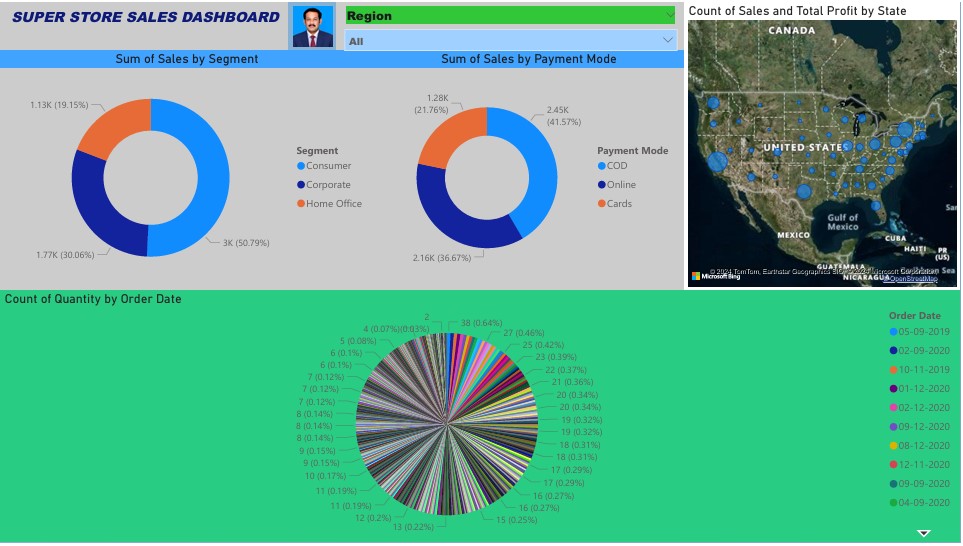 SUPER STORE SALES DASHBOARD
Region
All
Count of Sales and Total Profit by State
Sum of Sales by Segment
Sum of Sales by Payment Mode
1.13K (19.15%)
3K (50.79%)
1.77K (30.06%)
Segment
Consumer
Corporate
Home Office
1.28K
(21.76%)
2.45K
(41.57%)
2.16K (36.67%)
Payment Mode
COD
Online
Cards
CANADA
UNITED STATES
Gulf of
Mexico
MEXICO
CUBA
HAITI
PR
(US)
GUATEMALA
NICARAGUA
Caribbean Sea
Microsoft Bing
© OpenStreetMap
Count of Quantity by Order Date
2
38 (0.64%)
27 (0.46%)
25 (0.42%)
23 (0.39%)
22 (0.37%)
21 (0.36%)
20 (0.34%)
20 (0.34%)
19 (0.32%)
19 (0.32%)
18 (0.31%)
18 (0.31%)
17 (0.29%)
17 (0.29%)
16 (0.27%)
16 (0.27%)
15 (0.25%)
13 (0.22%)
12 (0.2%)
11 (0.19%)
11 (0.19%)
10 (0.17%)
9 (0.15%)
9 (0.15%)
8 (0.14%)
8 (0.14%)
8 (0.14%)
7 (0.12%)
7 (0.12%)
7 (0.12%)
6 (0.1%)
6 (0.1%)
5 (0.08%)
4 (0.07%)
Order Date
05-09-2019
02-09-2020
10-11-2019
01-12-2020
02-12-2020
09-12-2020
08-12-2020
12-11-2020
09-09-2020
04-09-2020